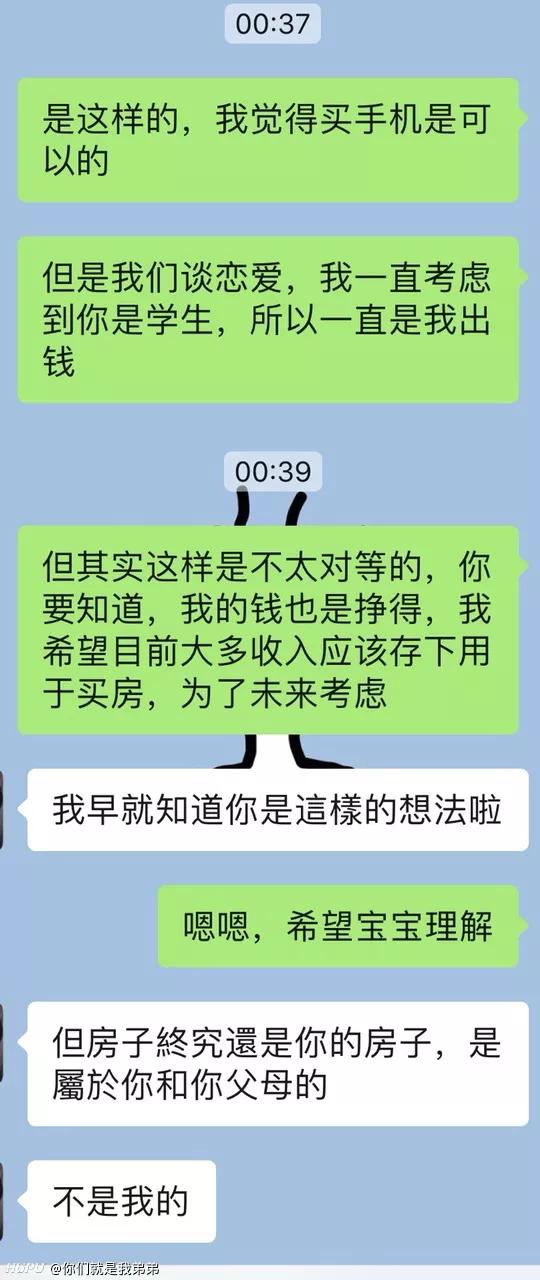 00:37
是这样的，我觉得买手机是可
以的
但是我们谈恋爱，我一直考虑
到你是学生，所以一直是我出
钱
00:39
但其实这样是不太对等的，你
要知道，我的钱也是挣得，我
希望目前大多收入应该存下用
于买房，为了未来考虑
我早就知道你是這樣的想法啦
嗯嗯，希望宝宝理解
但房子終究還是你的房子，是
屬於你和你父母的
不是我的
HUPU @你们就是我弟弟